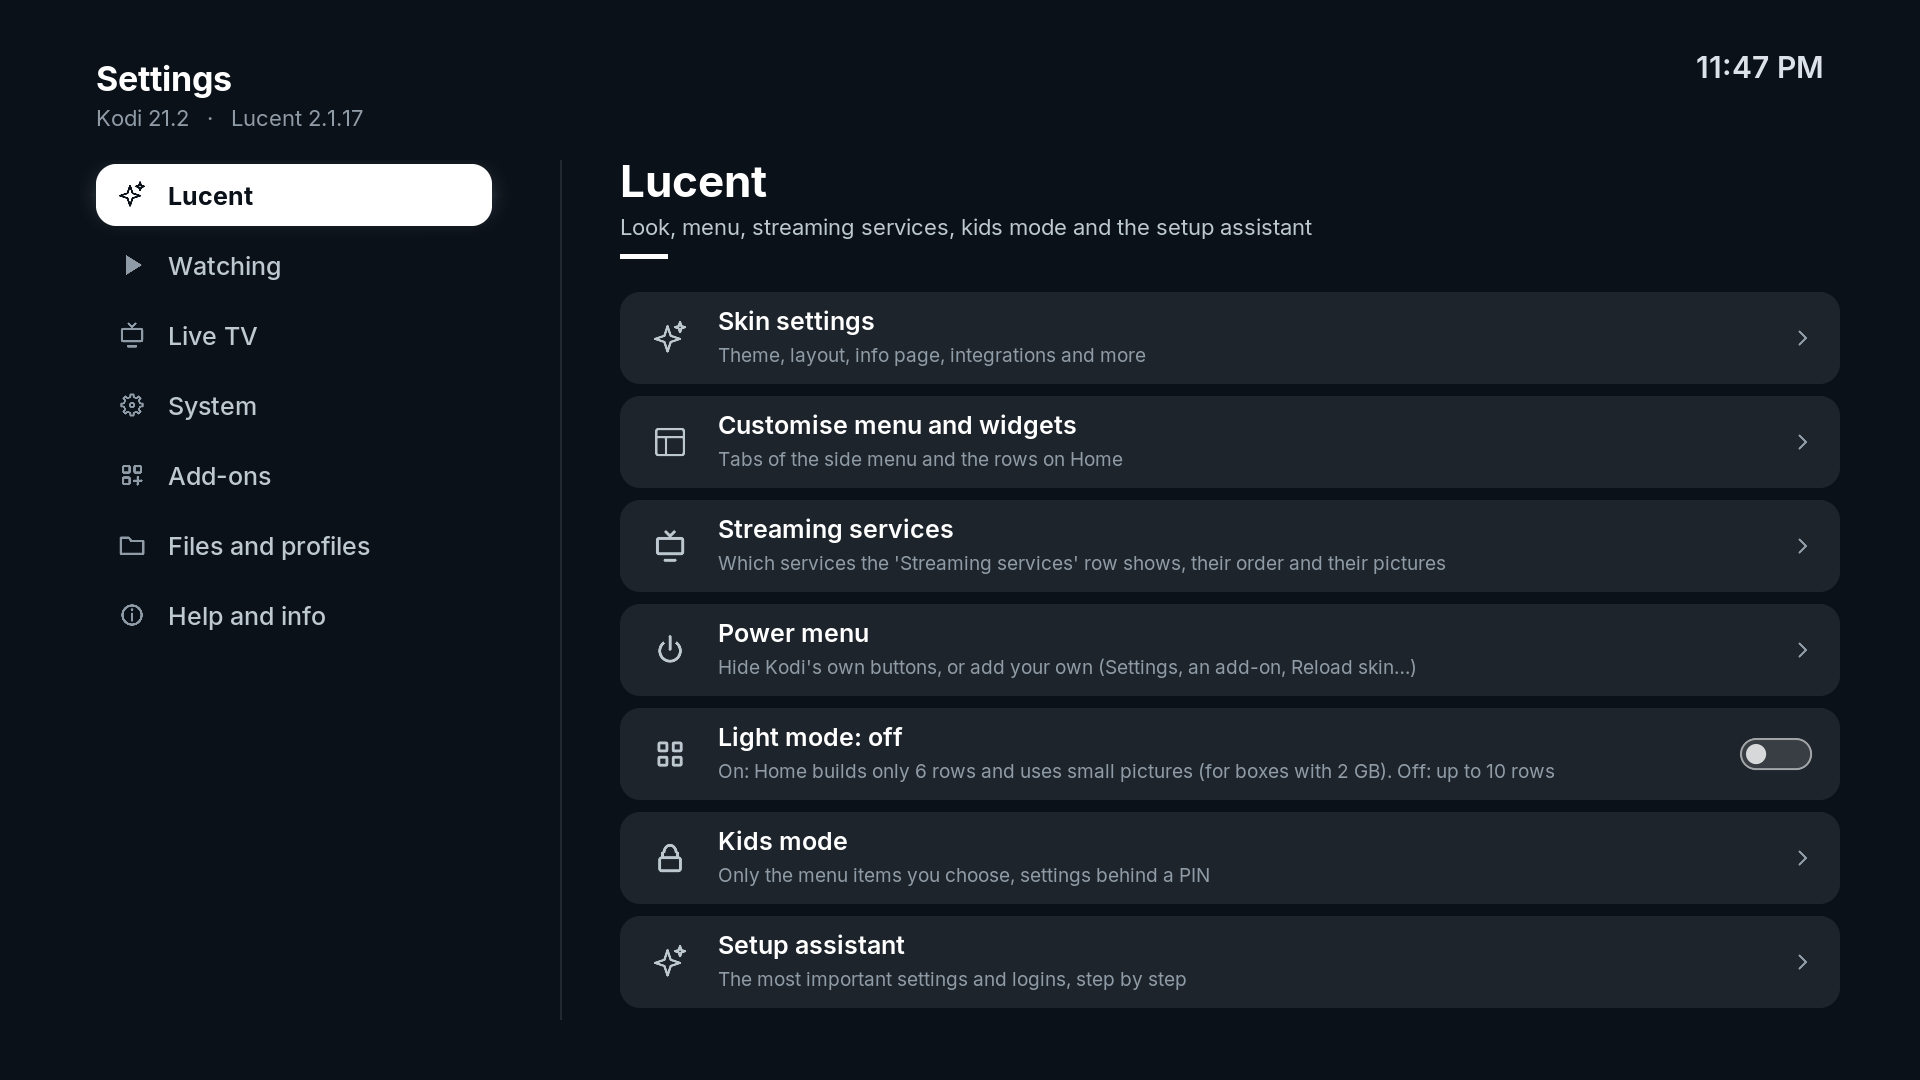 Settings
11:47 PM
Kodi 21.2 · Lucent 2.1.17
Lucent
Watching
Live TV
System
Add-ons
Files and profiles
Help and info
Lucent
Look, menu, streaming services, kids mode and the setup assistant
Skin settings
Theme, layout, info page, integrations and more
Customise menu and widgets
Tabs of the side menu and the rows on Home
Streaming services
Which services the 'Streaming services' row shows, their order and their pictures
Power menu
Hide Kodi's own buttons, or add your own (Settings, an add-on, Reload skin...)
Light mode: off
On: Home builds only 6 rows and uses small pictures (for boxes with 2 GB). Off: up to 10 rows
Kids mode
Only the menu items you choose, settings behind a PIN
Setup assistant
The most important settings and logins, step by step